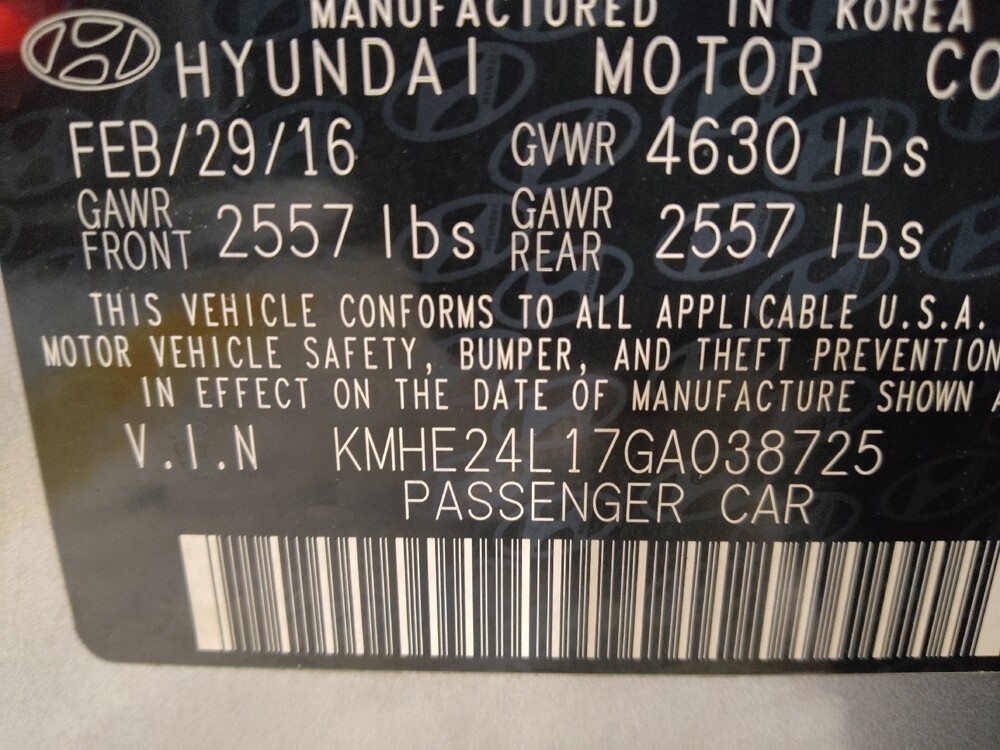 MANUFACTURED IN KOREA
HYUNDAI MOTOR CO
FEB/29/16 GVWR 4630 lbs
GAWR FRONT 2557 lbs GAWR REAR 2557 lbs
THIS VEHICLE CONFORMS TO ALL APPLICABLE U.S.A.
MOTOR VEHICLE SAFETY, BUMPER, AND THEFT PREVENTION
IN EFFECT ON THE DATE OF MANUFACTURE SHOWN
V.I.N KMHE24L17GA038725
PASSENGER CAR